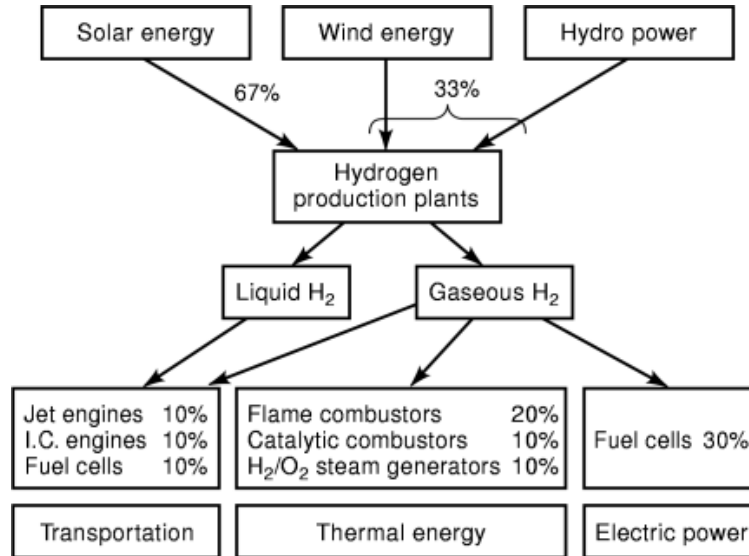 Solar energy
Wind energy
Hydro power
67%
33%
Hydrogen
production plants
Liquid H₂
Gaseous H₂
Jet engines 10%
I.C. engines 10%
Fuel cells 10%
Flame combustors 20%
Catalytic combustors 10%
H₂/O₂ steam generators 10%
Fuel cells 30%
Transportation
Thermal energy
Electric power